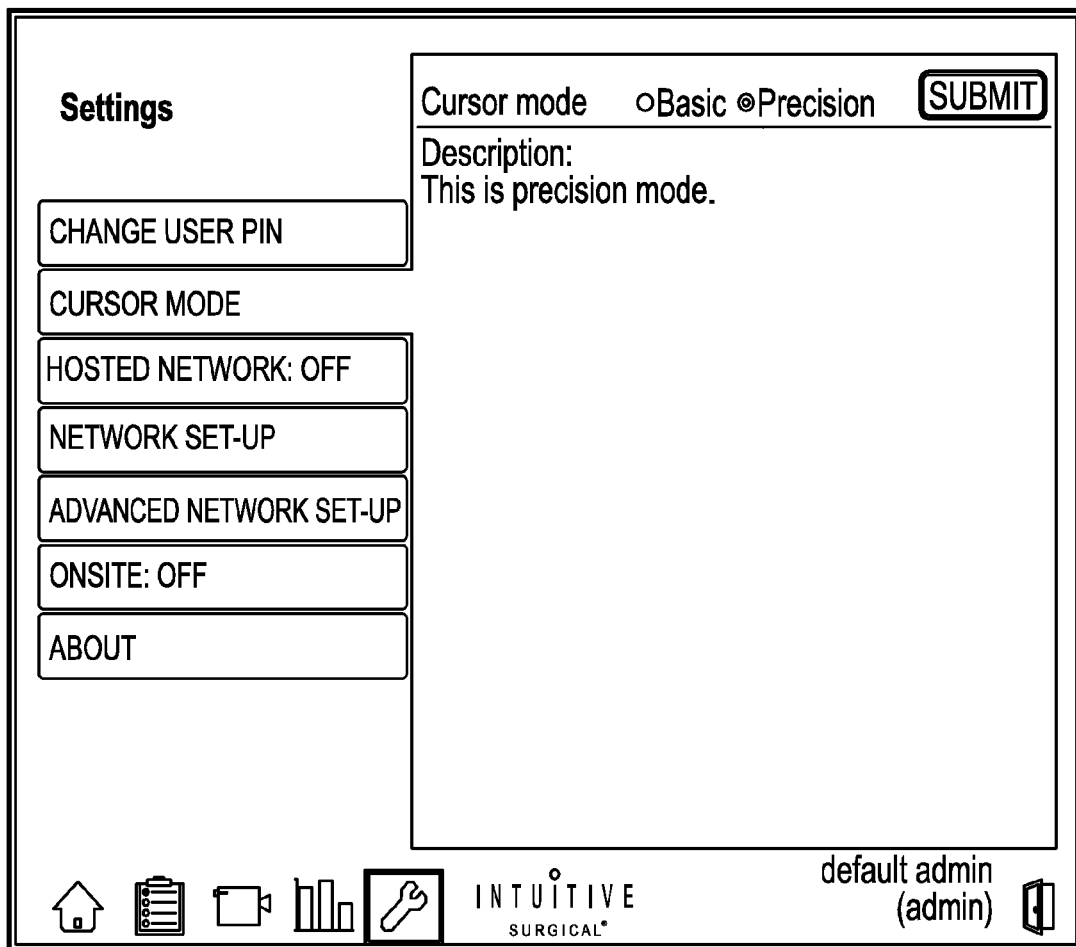 Settings
CHANGE USER PIN
CURSOR MODE
HOSTED NETWORK: OFF
NETWORK SET-UP
ADVANCED NETWORK SET-UP
ONSITE: OFF
ABOUT
Cursor mode Basic Precision SUBMIT
Description:
This is precision mode.
INTUITIVE
SURGICAL®
default admin
(admin)